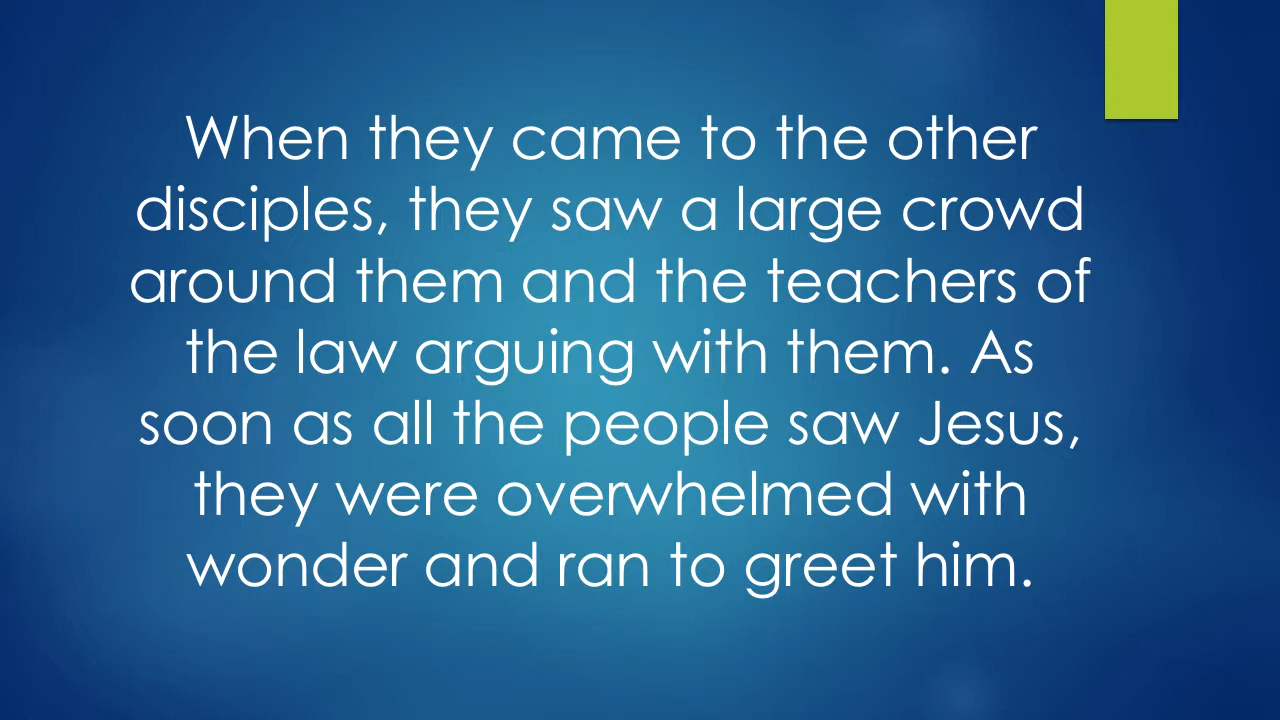 When they came to the other
disciples, they saw a large crowd
around them and the teachers of
the law arguing with them. As
soon as all the people saw Jesus,
they were overwhelmed with
wonder and ran to greet him.